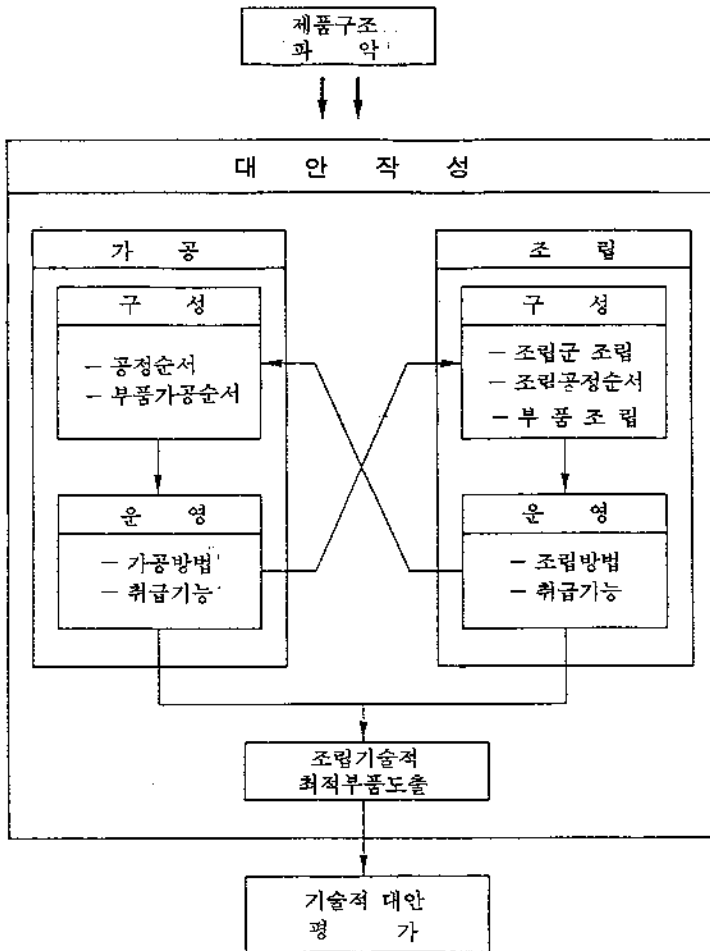 제품구조
파 악
대 안 작 성
가 공
구 성
- 공정순서
- 부품가공순서
운 영
- 가공방법
- 취급기능
조 립
구 성
- 조립군 조립
- 조립공정순서
- 부 품 조 립
운 영
- 조립방법
- 취급가능
조립기술적
최적부품도출
기술적 대안
평 가